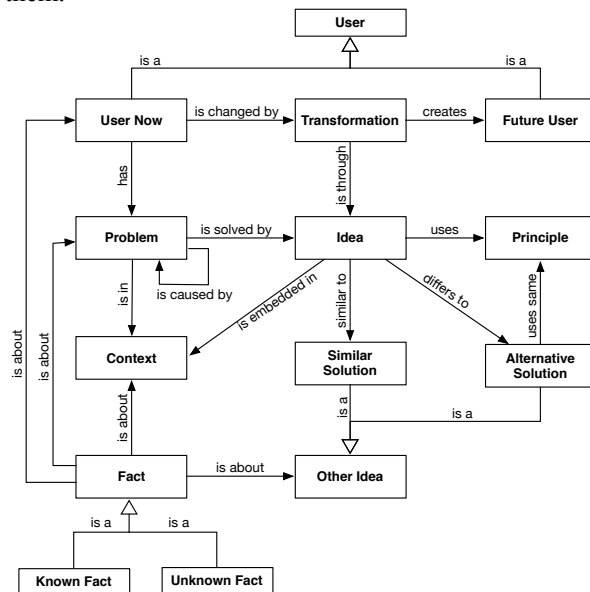 them.
User
is a
is a
User Now
is changed by
Transformation
creates
Future User
has
is through
Problem
is solved by
Idea
uses
Principle
is caused by
is in
is embedded in
similar to
differs to
uses same
is about
is about
Context
Similar
Solution
Alternative
Solution
is about
is a
is a
Fact
is about
Other Idea
is a
is a
Known Fact
Unknown Fact